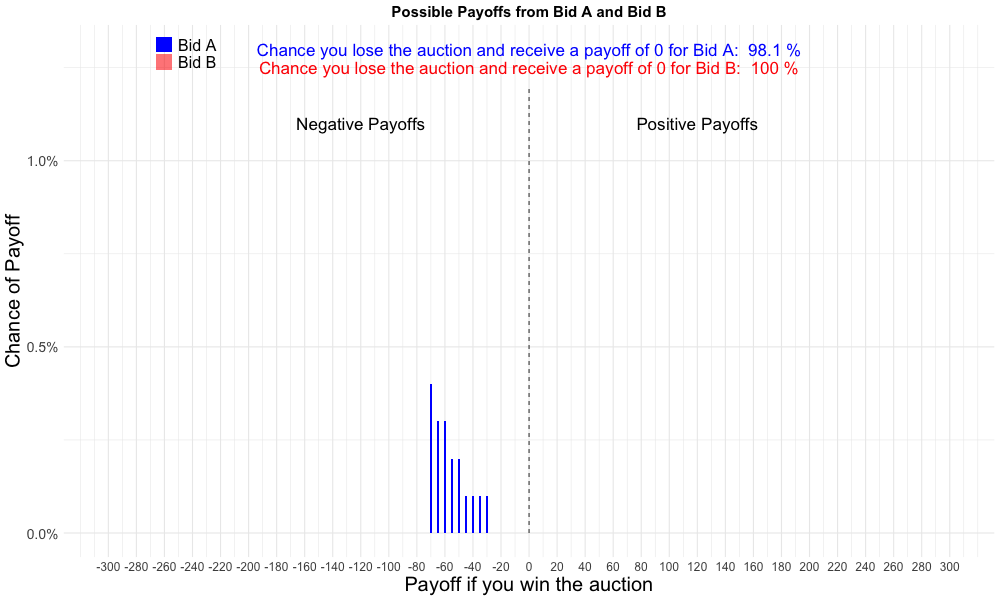 Possible Payoffs from Bid A and Bid B
Bid A
Bid B
Chance you lose the auction and receive a payoff of 0 for Bid A: 98.1 %
Chance you lose the auction and receive a payoff of 0 for Bid B: 100 %
Negative Payoffs
Positive Payoffs
Chance of Payoff
1.0%
0.5%
0.0%
-300 -280 -260 -240 -220 -200 -180 -160 -140 -120 -100 -80 -60 -40 -20 0 20 40 60 80 100 120 140 160 180 200 220 240 260 280 300
Payoff if you win the auction